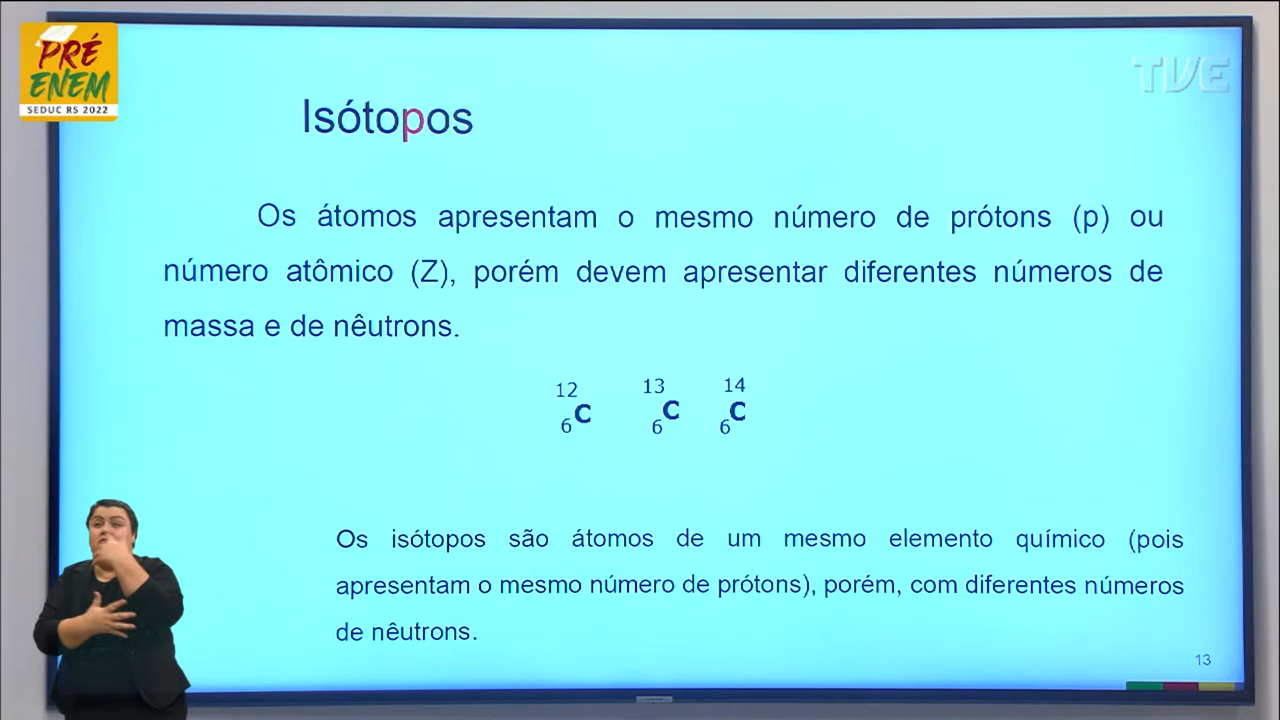 PRÉ
ENEM
SEDUC RS 2022
TVE
Isótopos
Os átomos apresentam o mesmo número de prótons (p) ou
número atômico (Z), porém devem apresentar diferentes números de
massa e de nêutrons.
12 13 14
6 C 6 C 6 C
Os isótopos são átomos de um mesmo elemento químico (pois
apresentam o mesmo número de prótons), porém, com diferentes números
de nêutrons.
13